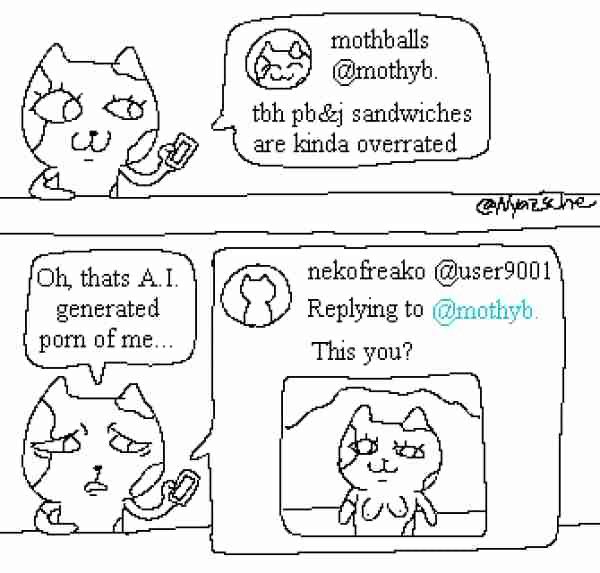 mothballs
@mothyb.
tbh pb&j sandwiches
are kinda overrated
@Nyazsche
Oh, thats A.I.
generated
porn of me...
nekofreako @user9001
Replying to @mothyb.
This you?